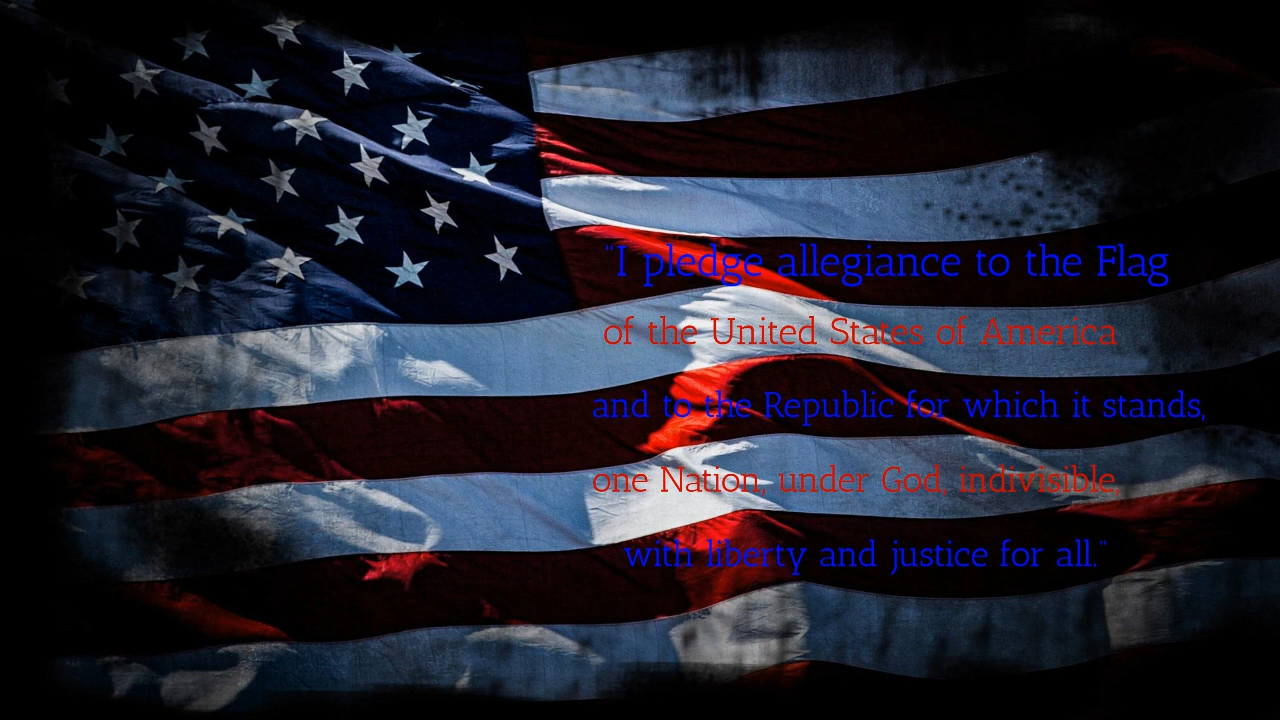 “I pledge allegiance to the Flag
of the United States of America
and to the Republic for which it stands,
one Nation, under God, indivisible,
with liberty and justice for all.”